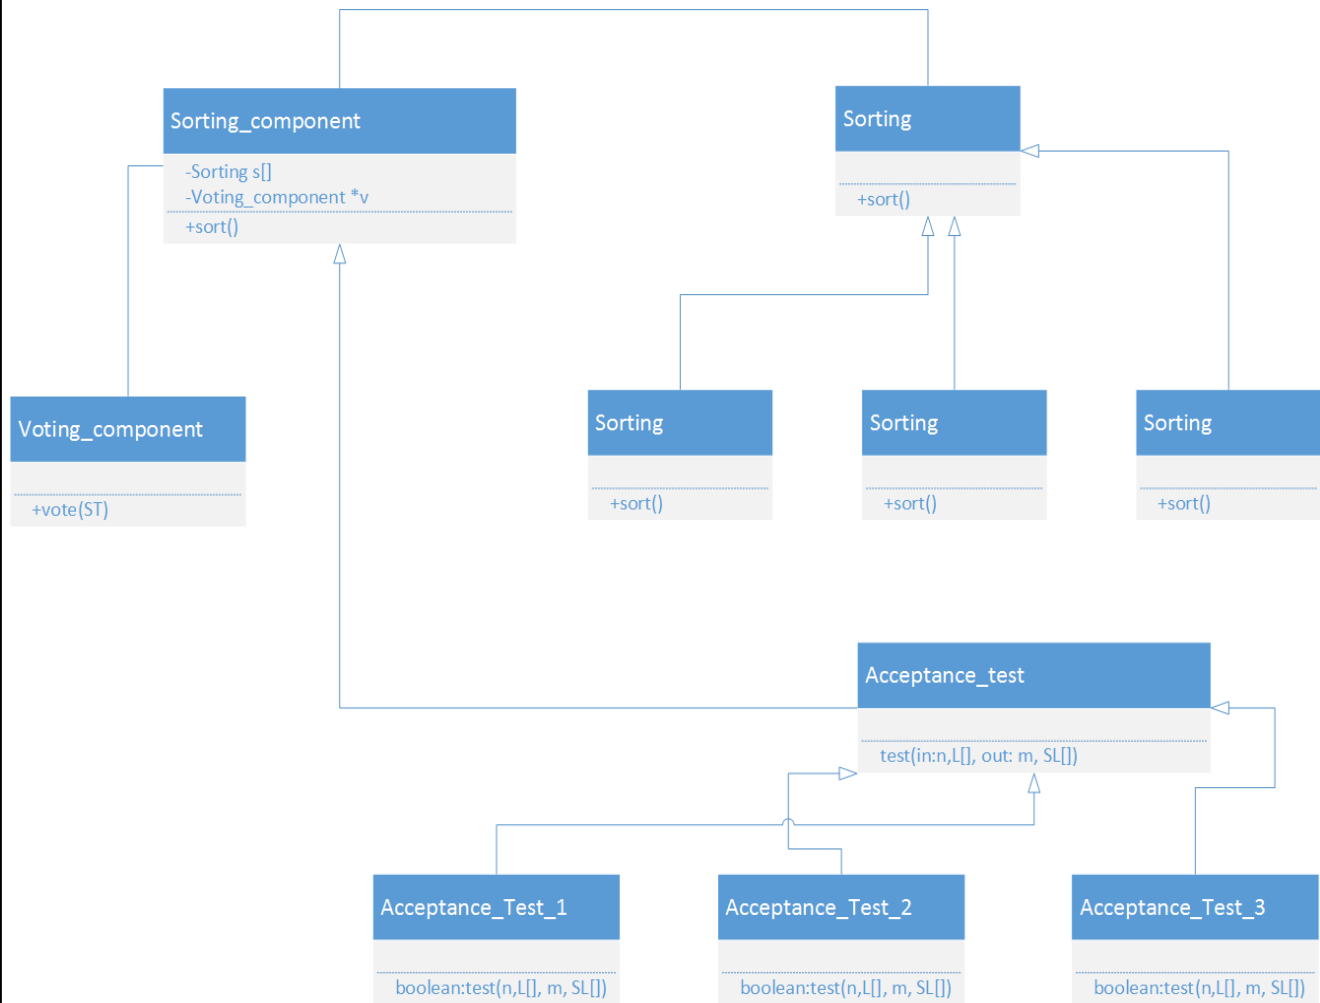 Sorting_component
-Sorting s[]
-Voting_component *v
+sort()
Sorting
+sort()
Voting_component
+vote(ST)
Sorting
+sort()
Sorting
+sort()
Sorting
+sort()
Acceptance_test
test(in:n,L[], out: m, SL[])
Acceptance_Test_1
boolean:test(n,L[], m, SL[])
Acceptance_Test_2
boolean:test(n,L[], m, SL[])
Acceptance_Test_3
boolean:test(n,L[], m, SL[])